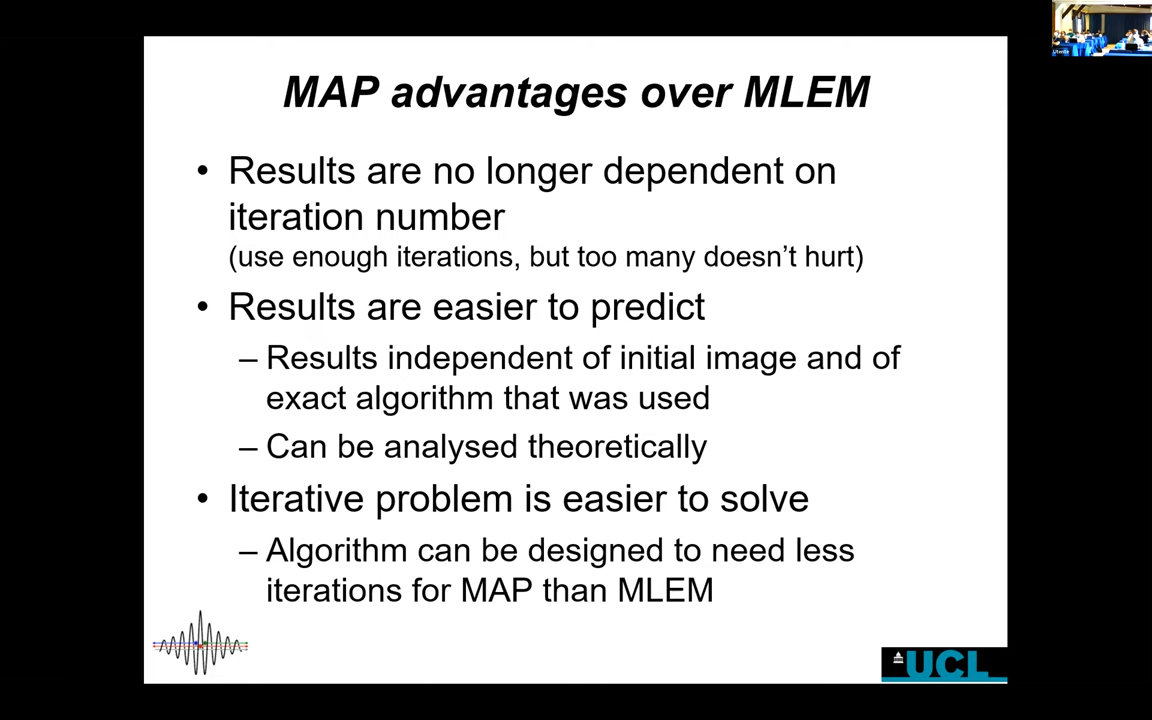 MAP advantages over MLEM
• Results are no longer dependent on
iteration number
(use enough iterations, but too many doesn’t hurt)
• Results are easier to predict
– Results independent of initial image and of
exact algorithm that was used
– Can be analysed theoretically
• Iterative problem is easier to solve
– Algorithm can be designed to need less
iterations for MAP than MLEM
UCL